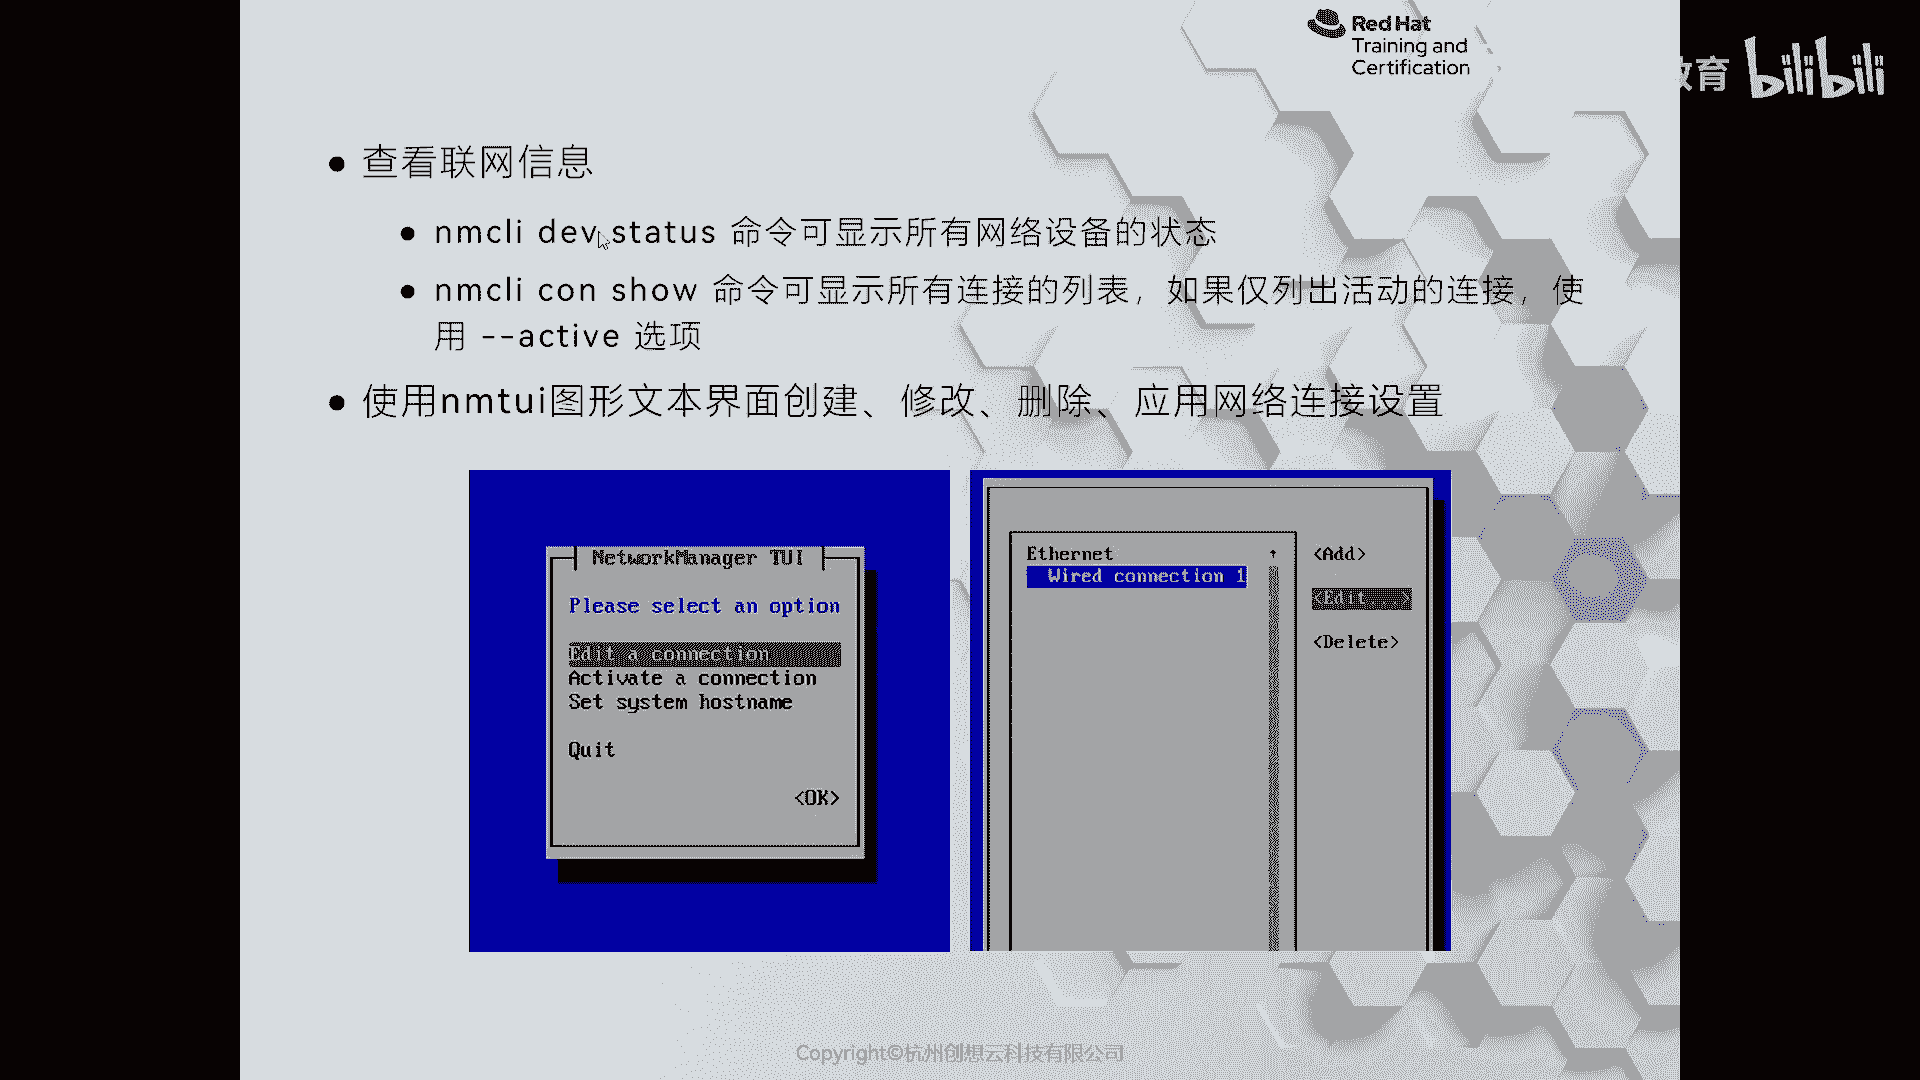 Red Hat
Training and
Certification
育 bilibili
查看联网信息
nmcli dev status 命令可显示所有网络设备的状态
nmcli con show 命令可显示所有连接的列表，如果仅列出活动的连接，使
用 --active 选项
使用nmtui图形文本界面创建、修改、删除、应用网络连接设置
NetworkManager TUI
Please select an option
Edit a connection
Activate a connection
Set system hostname
Quit
<OK>
Ethernet
Wired connection 1
<Add>
<Edit>
<Delete>
Copyright©杭州创想云科技有限公司